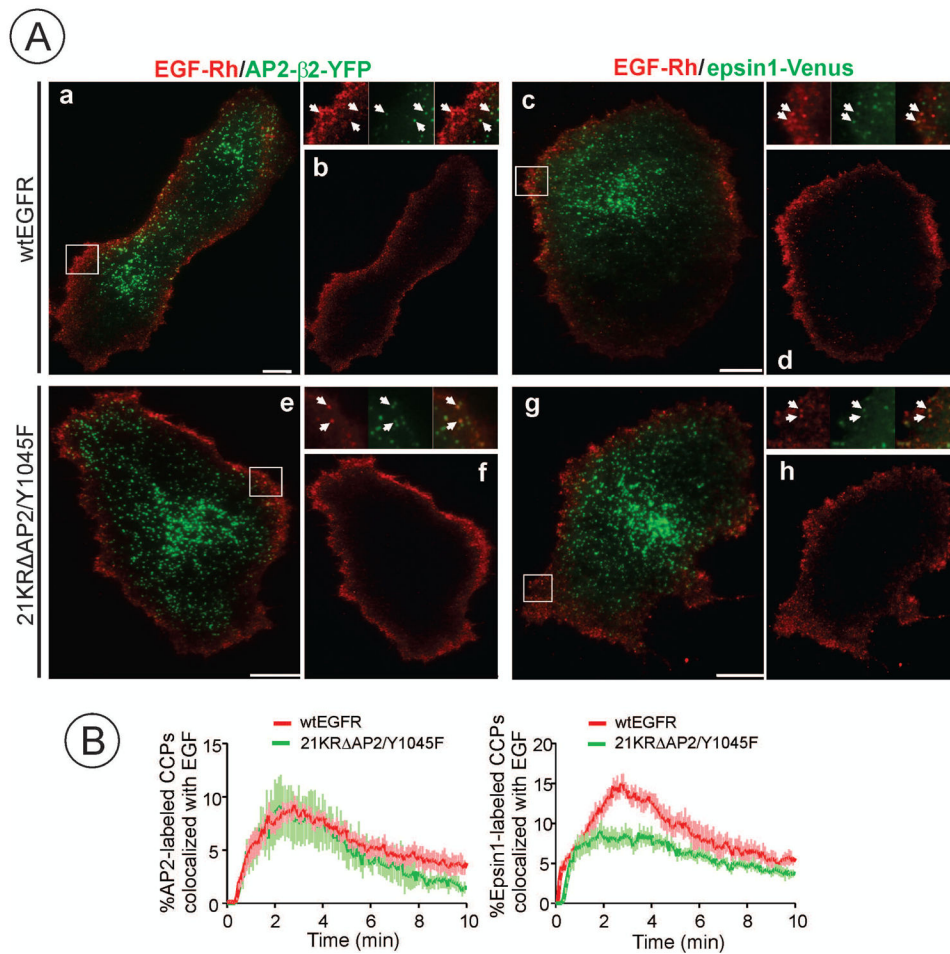 A
EGF-Rh/AP2-β2-YFP
EGF-Rh/epsin1-Venus
wtEGFR
a
b
c
d
21KRΔAP2/Y1045F
e
f
g
h
B
wtEGFR
21KRΔAP2/Y1045F
%AP2-labeled CCPs
colocalized with EGF
15
10
5
0
0 2 4 6 8 10
Time (min)
wtEGFR
21KRΔAP2/Y1045F
%Epsin1-labeled CCPs
colocalized with EGF
20
15
10
5
0
0 2 4 6 8 10
Time (min)